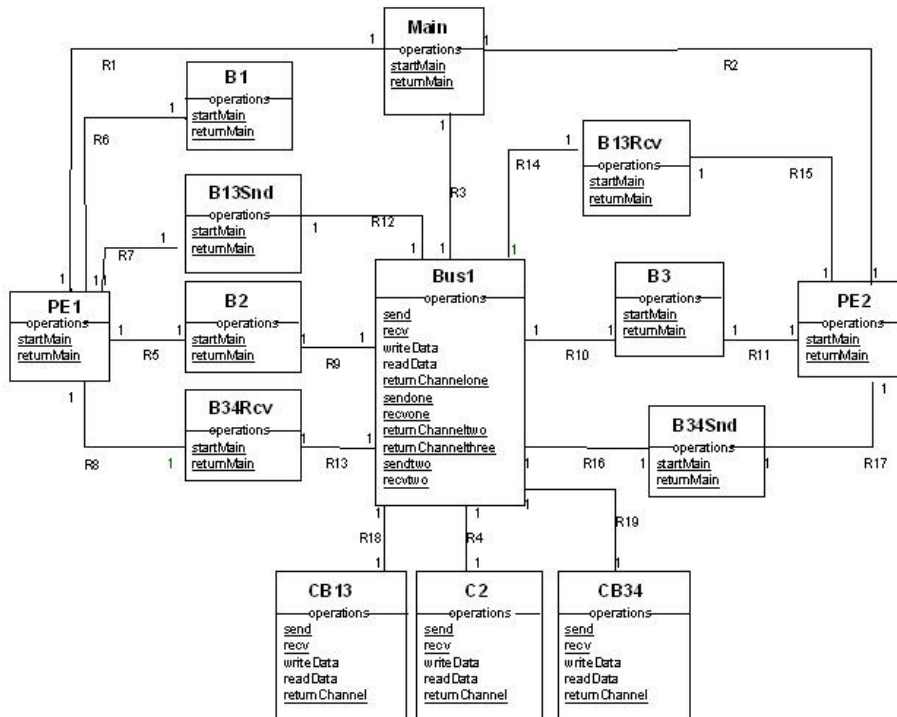 Main
operations
startMain
returnMain
1
1
R1
R2
1
B1
operations
startMain
returnMain
1
R6
B13Rcv
operations
startMain
returnMain
1
R14
1
R15
R3
B13Snd
operations
startMain
returnMain
1
R12
1
R7
1
1
1
1
1
1
1
1
1
PE1
operations
startMain
returnMain
1
R5
1
B2
operations
startMain
returnMain
1
R9
1
Bus1
operations
send
recv
writeData
readData
returnChannelone
sendone
recvone
returnChanneltwo
returnChannelthree
sendtwo
recvtwo
1
R10
1
B3
operations
startMain
returnMain
1
R11
1
PE2
operations
startMain
returnMain
1
R8
1
B34Rcv
operations
startMain
returnMain
1
R13
1
1
R16
1
B34Snd
operations
startMain
returnMain
1
R17
1
1
1
1
R18
R4
R19
1
1
1
CB13
operations
send
recv
writeData
readData
returnChannel
C2
operations
send
recv
writeData
readData
returnChannel
CB34
operations
send
recv
writeData
readData
returnChannel